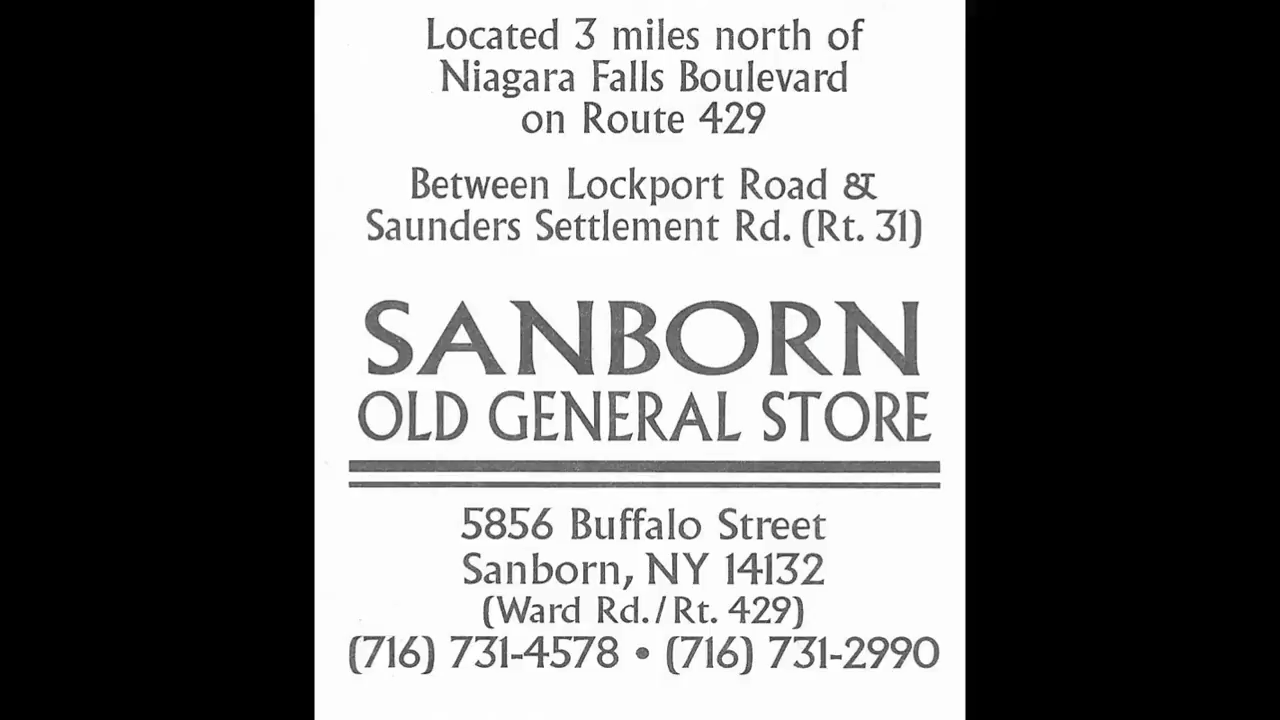 Located 3 miles north of
Niagara Falls Boulevard
on Route 429
Between Lockport Road &
Saunders Settlement Rd. (Rt. 31)
SANBORN
OLD GENERAL STORE
5856 Buffalo Street
Sanborn, NY 14132
(Ward Rd./Rt. 429)
(716) 731-4578 • (716) 731-2990